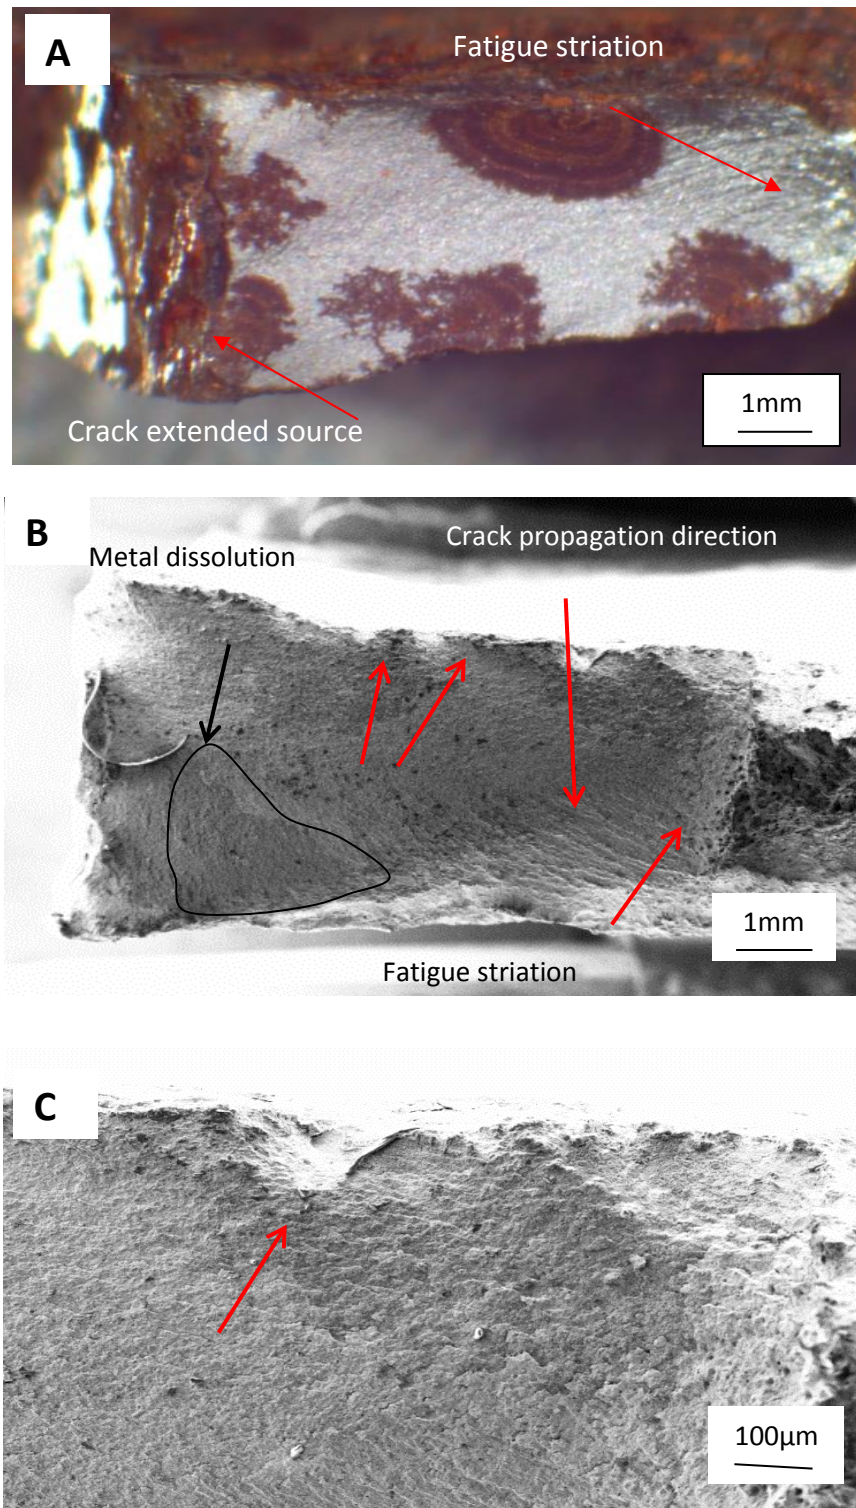 A
Fatigue striation
Crack extended source
1mm
B
Metal dissolution
Crack propagation direction
1mm
Fatigue striation
C
100µm